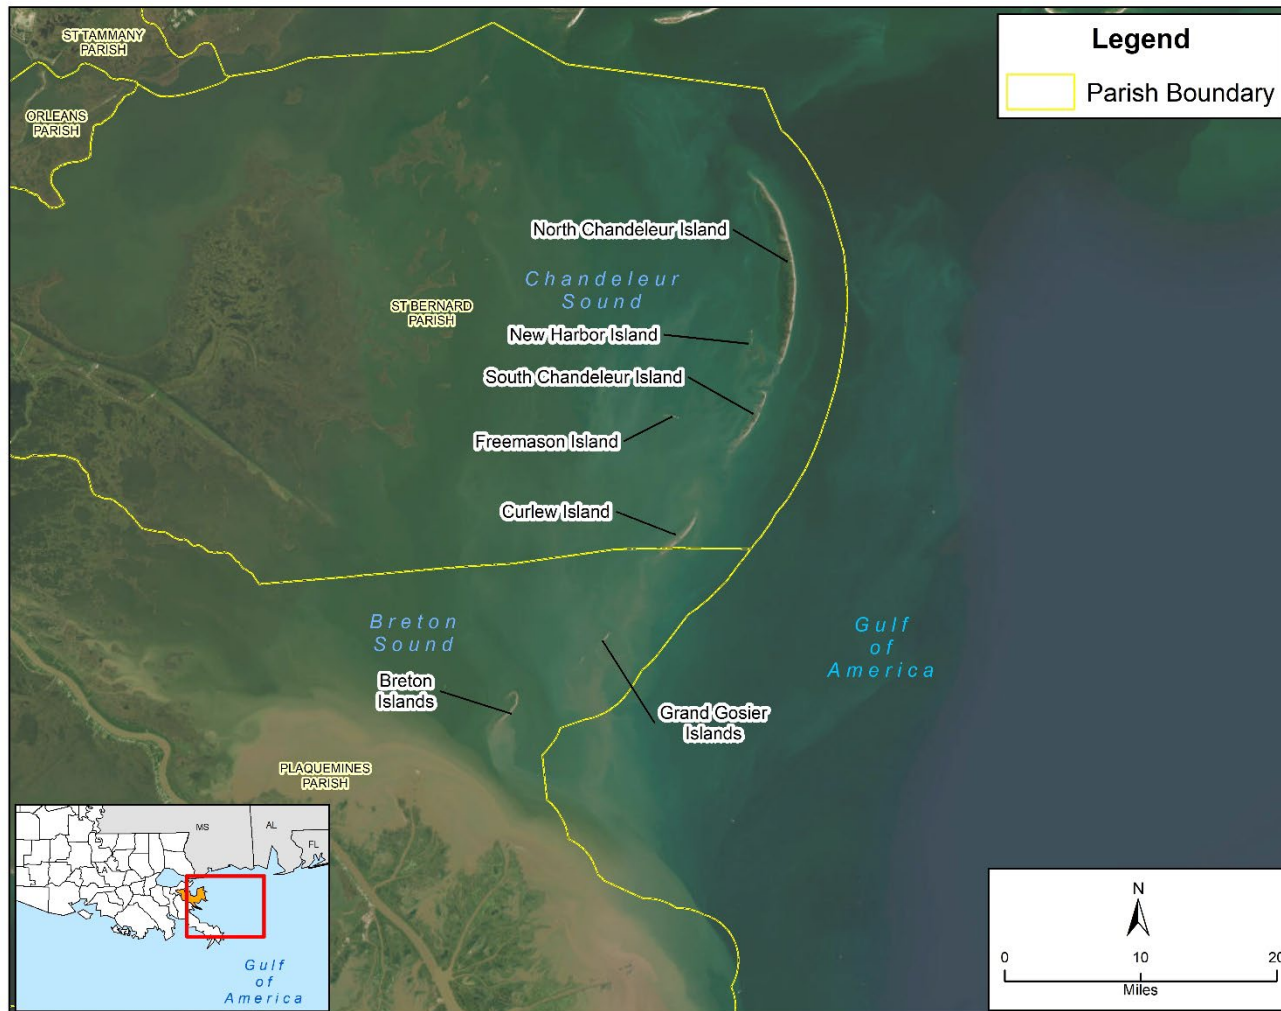 ST TAMMANY
PARISH
Legend
Parish Boundary
ORLEANS
PARISH
North Chandeleur Island
Chandeleur
Sound
ST BERNARD
PARISH
New Harbor Island
South Chandeleur Island
Freemason Island
Curlew Island
Breton
Sound
Gulf
of
America
Breton
Islands
Grand Gosier
Islands
PLAQUEMINES
PARISH
MS
AL
FL
LA
Gulf
of
America
N
0 10 20
Miles